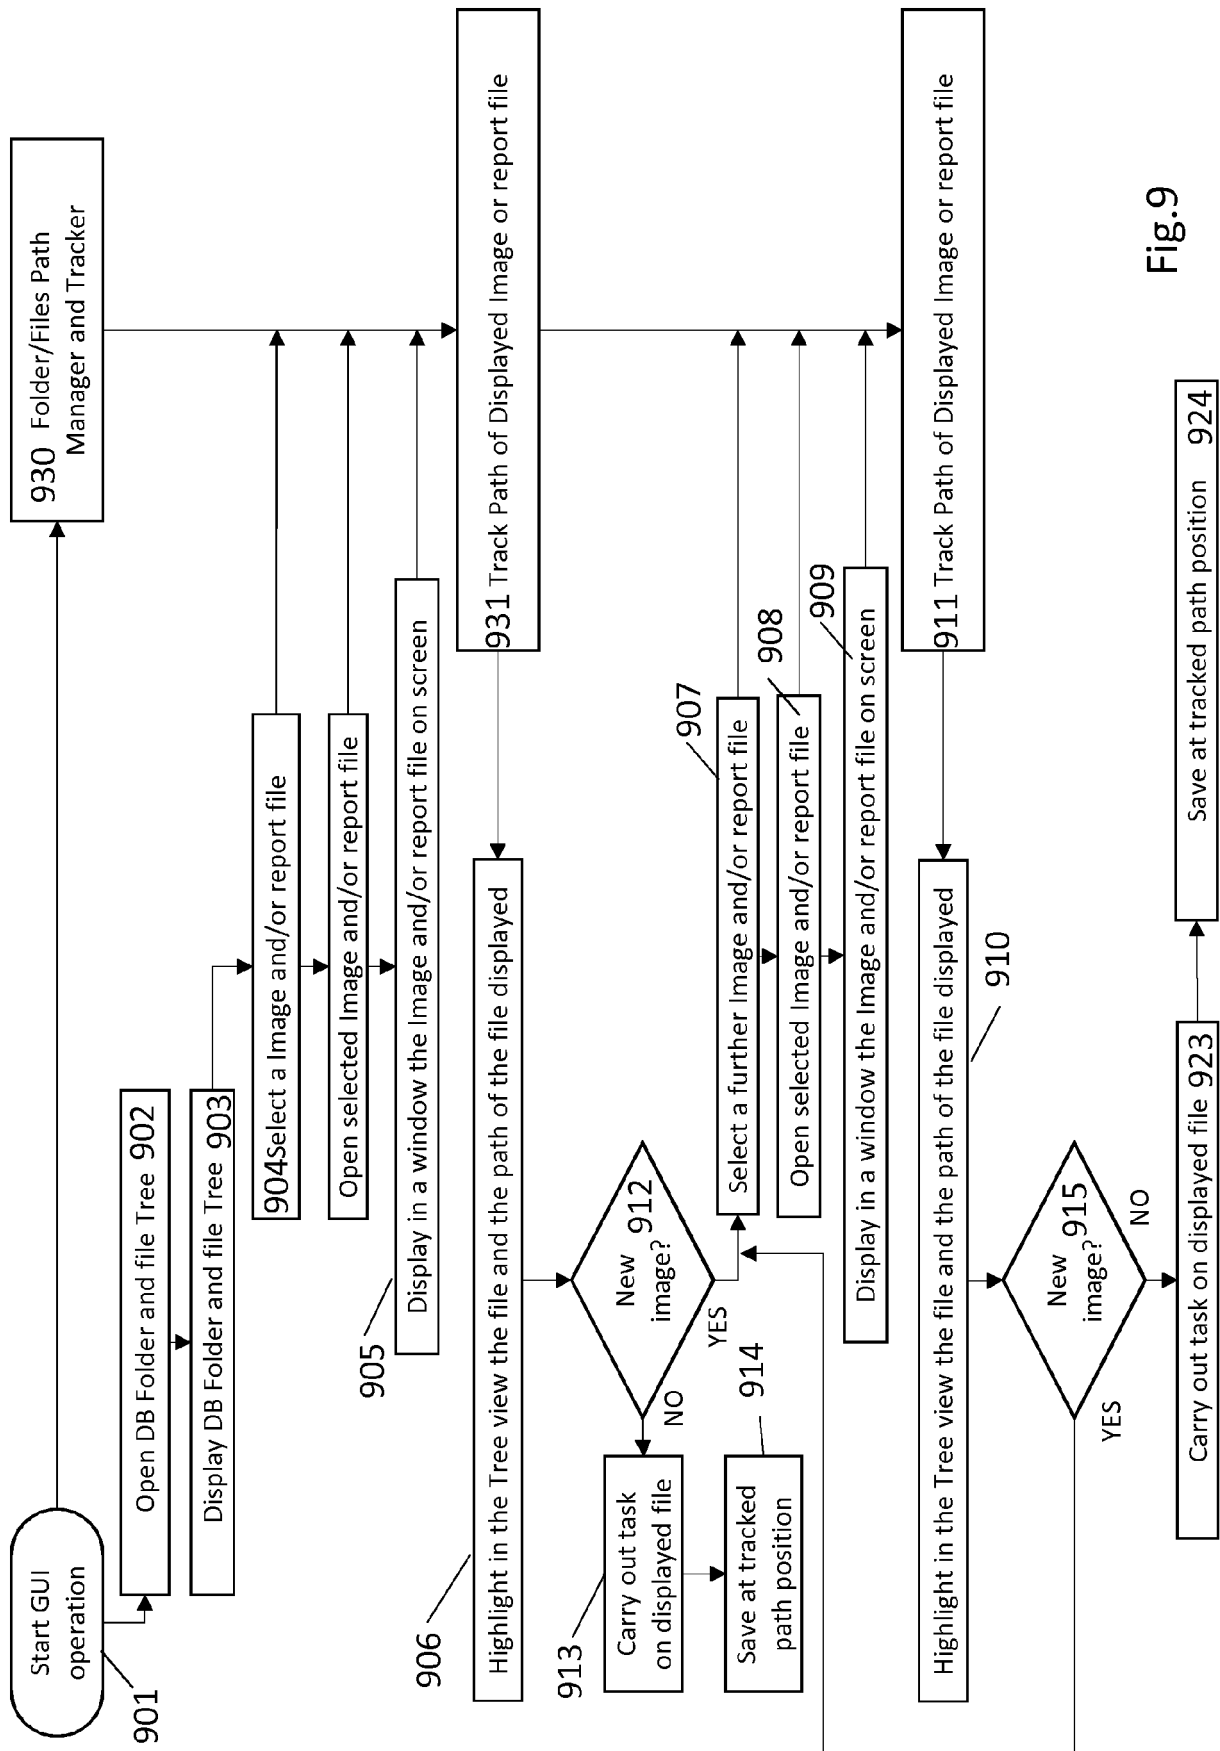 Start GUI
operation
901
930 Folder/Files Path
Manager and Tracker
Open DB Folder and file Tree 902
Display DB Folder and file Tree 903
904Select a Image and/or report file
Open selected Image and/or report file
Display in a window the Image and/or report file on screen
905
931 Track Path of Displayed Image or report file
Highlight in the Tree view the file and the path of the file displayed
906
New
image? 912
NO
YES
Carry out task
on displayed file
913
Save at tracked
path position
914
Select a further Image and/or report file
907
Open selected Image and/or report file
908
Display in a window the Image and/or report file on screen
909
911 Track Path of Displayed Image or report file
Highlight in the Tree view the file and the path of the file displayed
910
New
image? 915
YES
NO
Carry out task on displayed file 923
Save at tracked path position 924
Fig.9